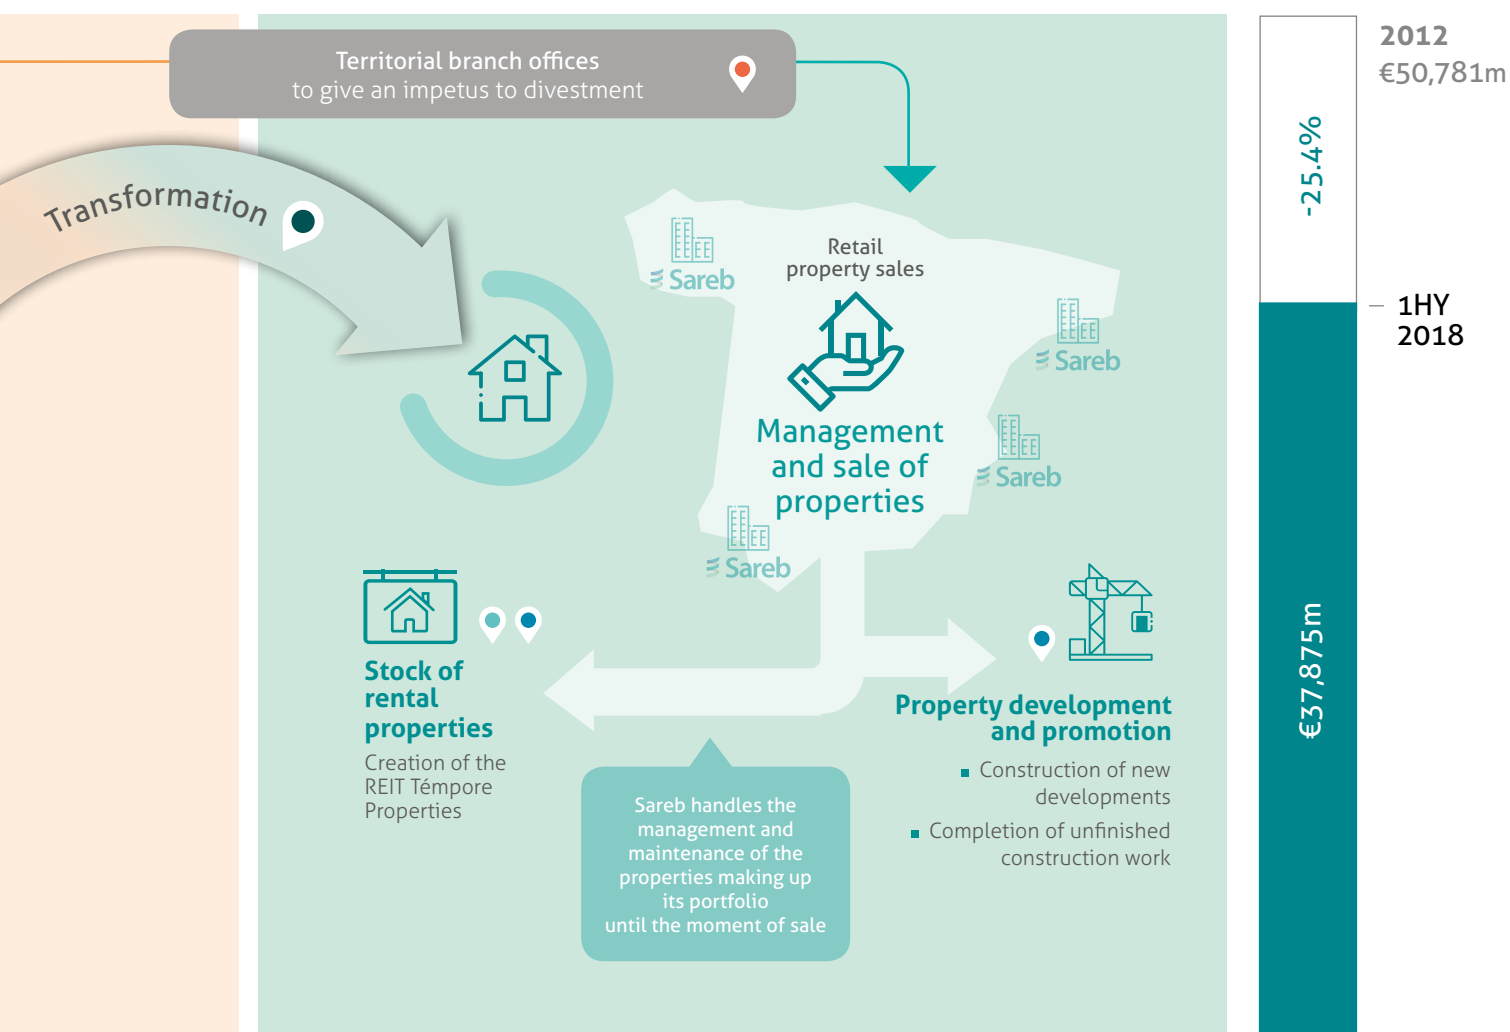 Territorial branch offices
to give an impetus to divestment
Transformation
Sareb
Retail
property sales
Sareb
Sareb
Management
and sale of
properties
Sareb
Stock of
rental
properties
Creation of the
REIT Témpore
Properties
Property development
and promotion
Construction of new
developments
Completion of unfinished
construction work
Sareb handles the
management and
maintenance of the
properties making up
its portfolio
until the moment of sale
2012
€50,781m
-25.4%
1HY
2018
€37,875m